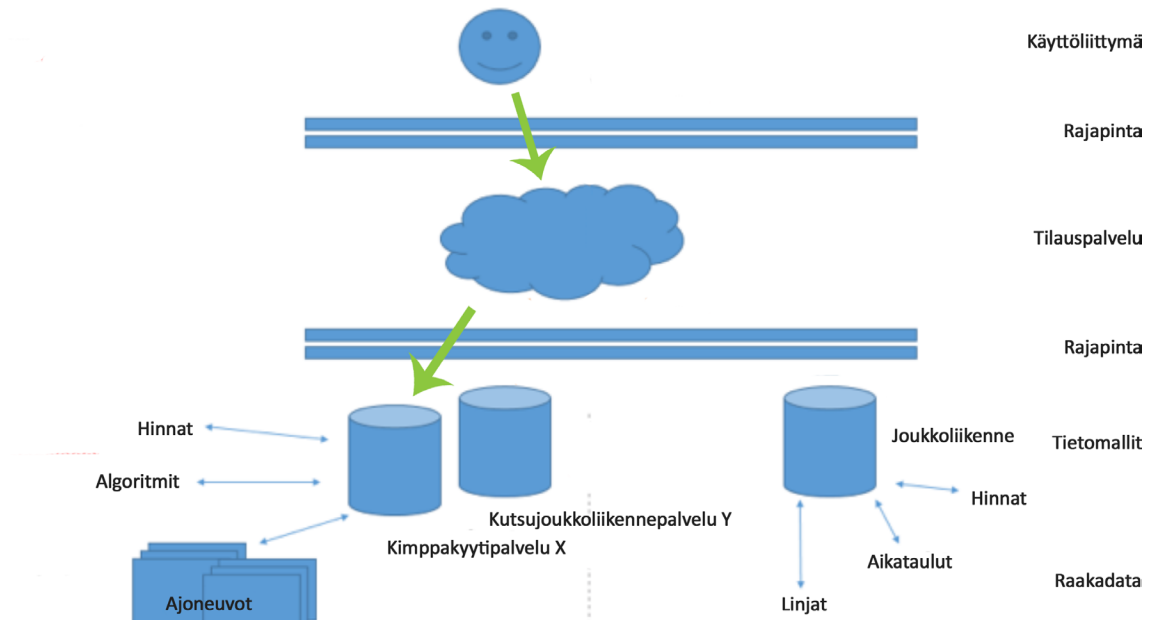 Käyttöliittymä
Rajapinta
Tilauspalvelu
Rajapinta
Hinnat
Joukkoliikenne
Tietomallit
Algoritmit
Hinnat
Kutsujoukkoliikennepalvelu Y
Kimppakyytipalvelu X
Aikataulut
Raakadata
Ajoneuvot
Linjat